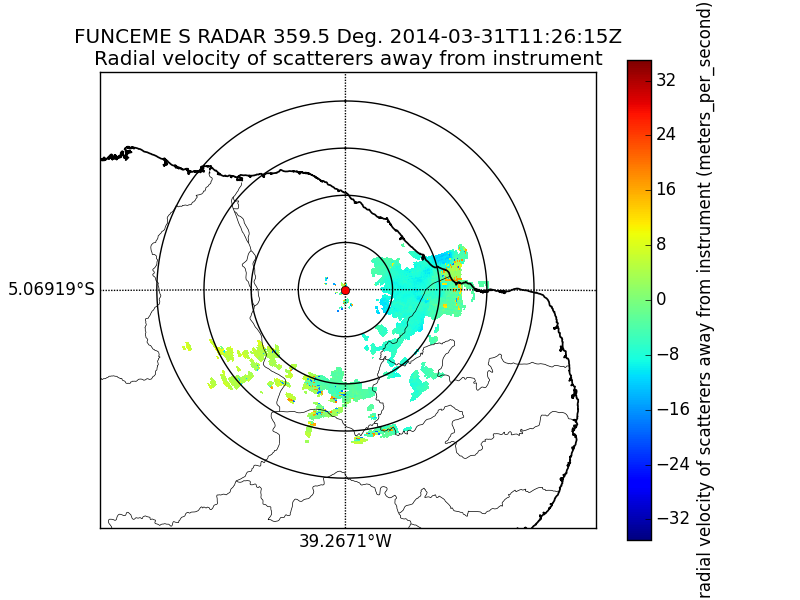 FUNCEME S RADAR 359.5 Deg. 2014-03-31T11:26:15Z
Radial velocity of scatterers away from instrument
5.06919°S
39.2671°W
32
24
16
8
0
−8
−16
−24
−32
radial velocity of scatterers away from instrument (meters_per_second)